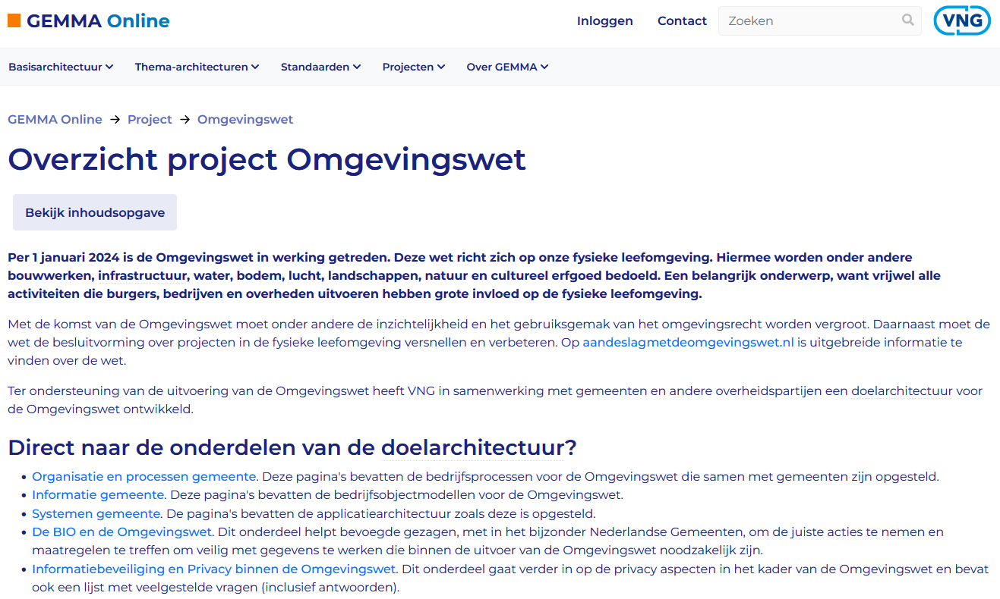 GEMMA Online
Inloggen
Contact
Zoeken
VNG
Basisarchitectuur
Thema-architecturen
Standaarden
Projecten
Over GEMMA
GEMMA Online → Project → Omgevingswet
Overzicht project Omgevingswet
Bekijk inhoudsopgave
Per 1 januari 2024 is de Omgevingswet in werking getreden. Deze wet richt zich op onze fysieke leefomgeving. Hiermee worden onder andere
bouwwerken, infrastructuur, water, bodem, lucht, landschappen, natuur en cultureel erfgoed bedoeld. Een belangrijk onderwerp, want vrijwel alle
activiteiten die burgers, bedrijven en overheden uitvoeren hebben grote invloed op de fysieke leefomgeving.
Met de komst van de Omgevingswet moet onder andere de inzichtelijkheid en het gebruiksgemak van het omgevingsrecht worden vergroot. Daarnaast moet de
wet de besluitvorming over projecten in de fysieke leefomgeving versnellen en verbeteren. Op aandeslagmetdeomgevingswet.nl is uitgebreide informatie te
vinden over de wet.
Ter ondersteuning van de uitvoering van de Omgevingswet heeft VNG in samenwerking met gemeenten en andere overheidspartijen een doelarchitectuur voor
de Omgevingswet ontwikkeld.
Direct naar de onderdelen van de doelarchitectuur?
• Organisatie en processen gemeente. Deze pagina's bevatten de bedrijfsprocessen voor de Omgevingswet die samen met gemeenten zijn opgesteld.
• Informatie gemeente. Deze pagina's bevatten de bedrijfsobjectmodellen voor de Omgevingswet.
• Systemen gemeente. De pagina's bevatten de applicatiearchitectuur zoals deze is opgesteld.
• De BIO en de Omgevingswet. Dit onderdeel helpt bevoegde gezagen, met in het bijzonder Nederlandse Gemeenten, om de juiste acties te nemen en
maatregelen te treffen om veilig met gegevens te werken die binnen de uitvoer van de Omgevingswet noodzakelijk zijn.
• Informatiebeveiliging en Privacy binnen de Omgevingswet. Dit onderdeel gaat verder in op de privacy aspecten in het kader van de Omgevingswet en bevat
ook een lijst met veelgestelde vragen (inclusief antwoorden).